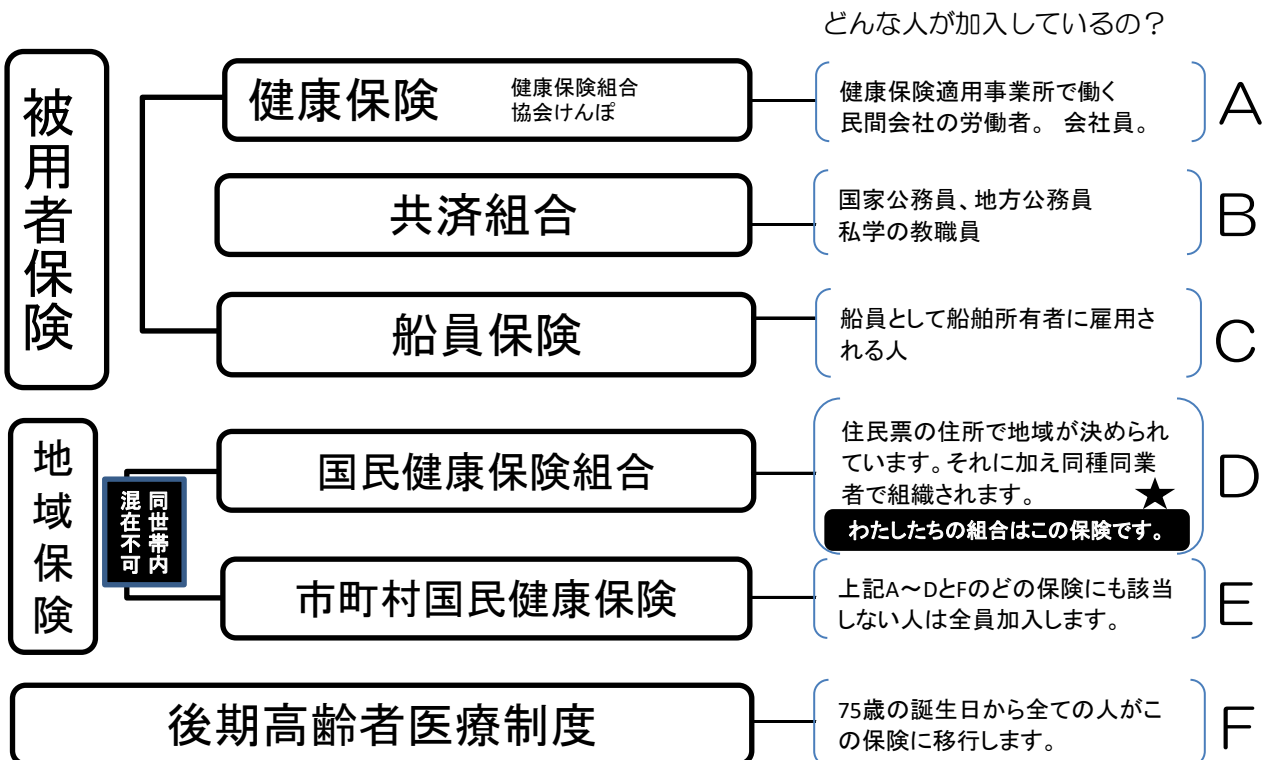 どんな人が加入しているの？
被用者保険
健康保険
健康保険組合
協会けんぽ
健康保険適用事業所で働く
民間会社の労働者。 会社員。
A
共済組合
国家公務員、地方公務員
私学の教職員
B
船員保険
船員として船舶所有者に雇用さ
れる人
C
地域保険
同世帯内
混在不可
国民健康保険組合
住民票の住所で地域が決められ
ています。それに加え同種同業
者で組織されます。
★
わたしたちの組合はこの保険です。
D
市町村国民健康保険
上記A～DとFのどの保険にも該当
しない人は全員加入します。
E
後期高齢者医療制度
75歳の誕生日から全ての人がこ
の保険に移行します。
F